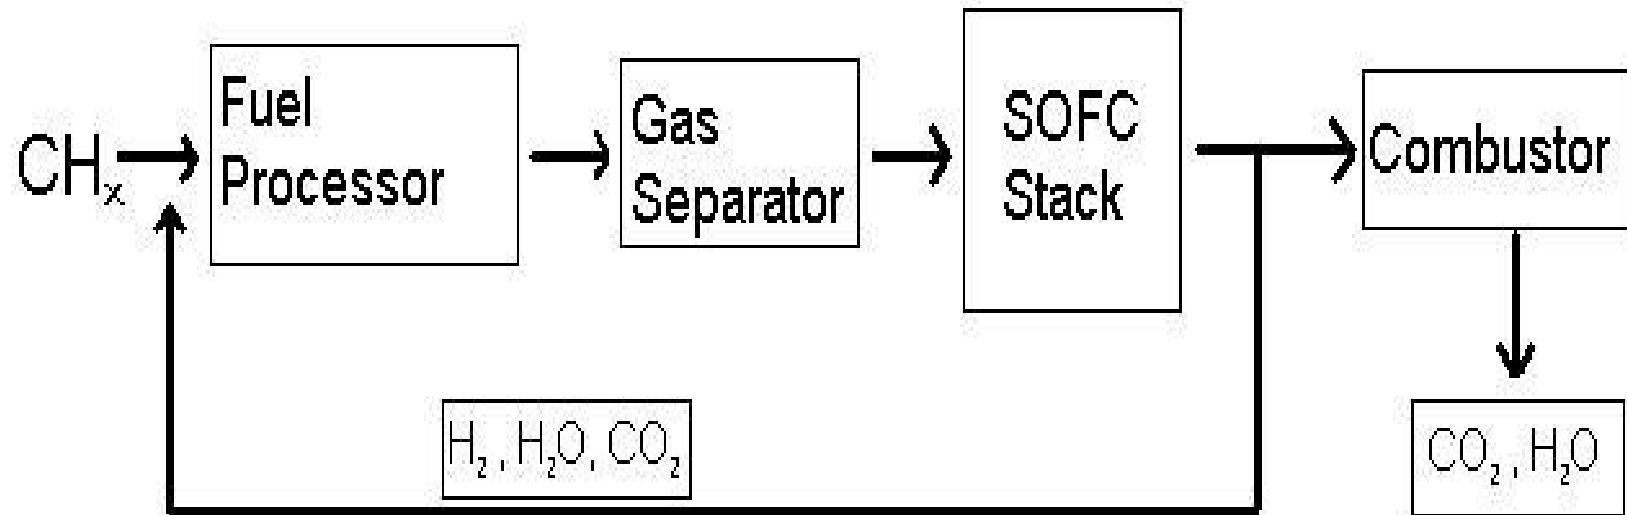 CHₓ
Fuel
Processor
Gas
Separator
SOFC
Stack
Combustor
H₂, H₂O, CO₂
CO₂, H₂O